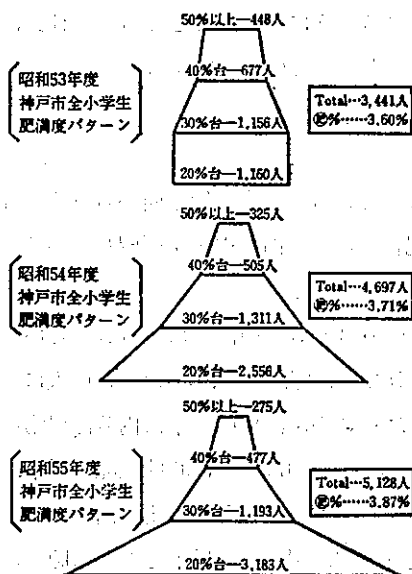 50%以上—448人
40%台—677人
30%台—1,156人
20%台—1,160人
昭和53年度
神戸市全小学生
肥満度パターン
Total…3,441人
�肥%……3.60%
50%以上—325人
40%台—505人
30%台—1,311人
20%台—2,556人
昭和54年度
神戸市全小学生
肥満度パターン
Total…4,697人
�肥%……3.71%
50%以上—275人
40%台—477人
30%台—1,193人
20%台—3,183人
昭和55年度
神戸市全小学生
肥満度パターン
Total…5,128人
�肥%……3.87%